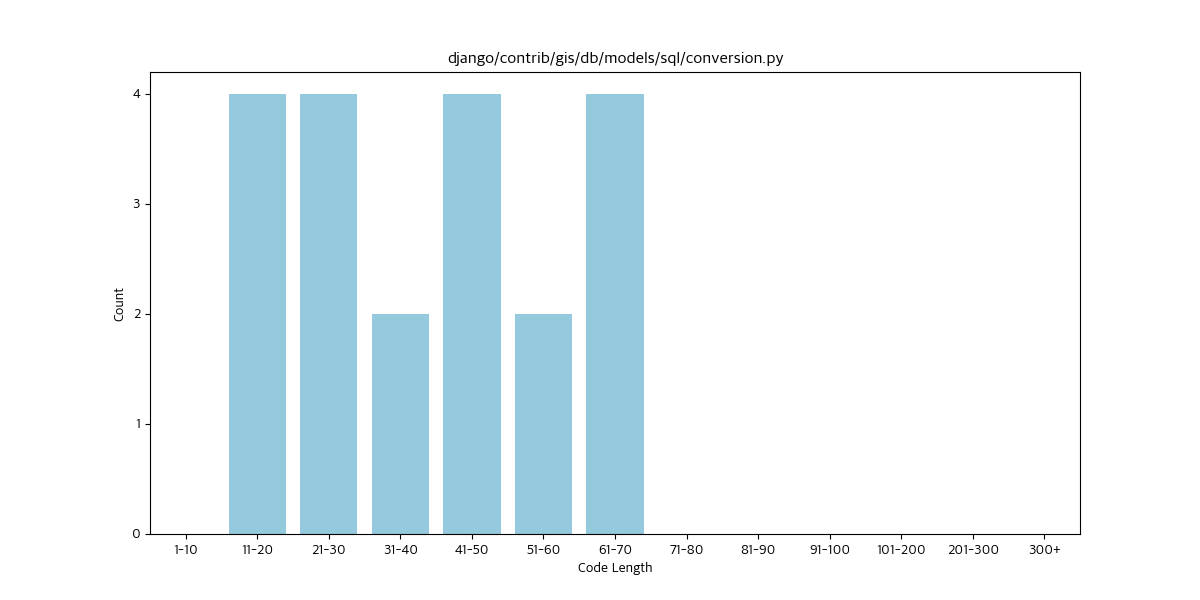 django/contrib/gis/db/models/sql/conversion.py
4
3
2
1
0
Count
1-10 11-20 21-30 31-40 41-50 51-60 61-70 71-80 81-90 91-100 101-200 201-300 300+
Code Length